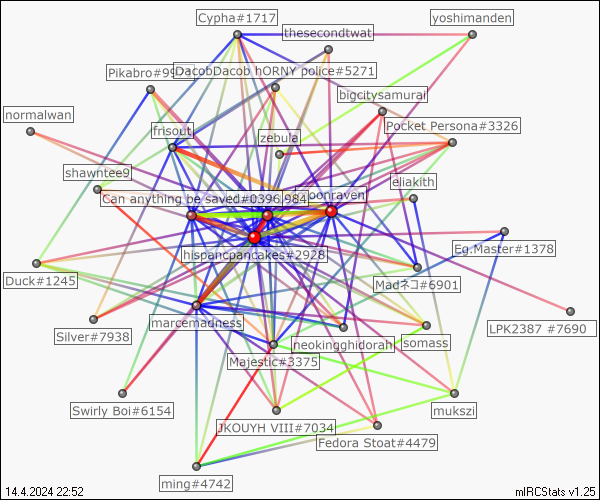 Cypha#1717
yoshimanden
thesecondtwat
DacobDacob hORNY police#5271
bigcitysamurai
normalwan
frisout
zebula
Pocket Persona#3326
shawntee9
eliakith
Can anything be saved#0396
984
hispancpancakes#2928
Eg.Master#1378
Duck#1245
Madネコ#6901
marcemadness
LPK2387 #7690
Silver#7938
neokingghidorah
somass
Majestic#3375
Swirly Boi#6154
mukszi
JKOUYH VIII#7034
Fedora Stoat#4479
ming#4742
14.4.2024 22:52
mIRCStats v1.25